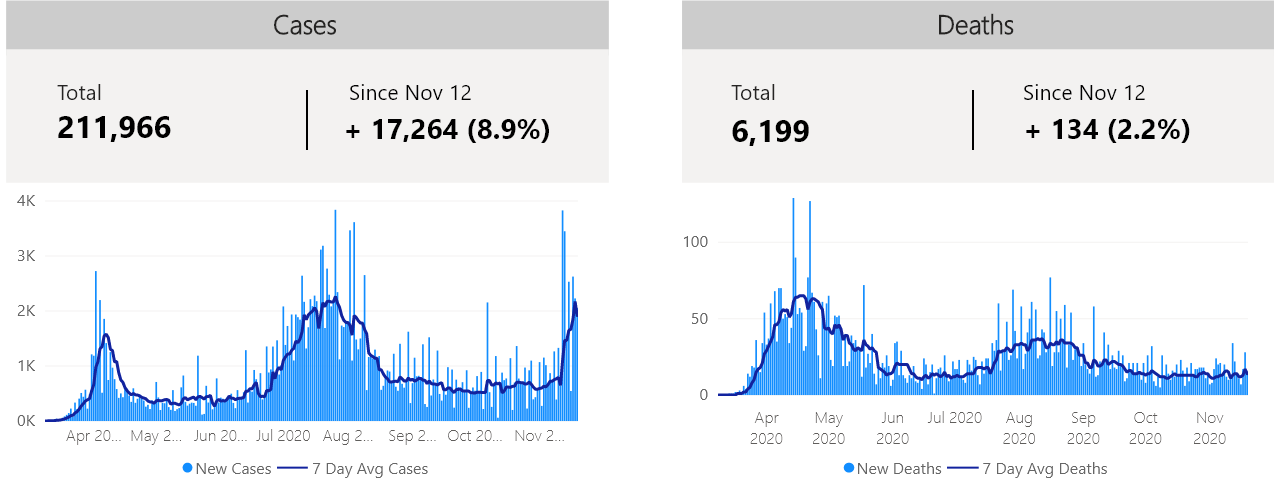 Cases
Total
211,966
Since Nov 12
+ 17,264 (8.9%)
4K
3K
2K
1K
0K
Apr 20... May 2... Jun 20... Jul 2020 Aug 2... Sep 2... Oct 20... Nov 2...
New Cases 7 Day Avg Cases
Deaths
Total
6,199
Since Nov 12
+ 134 (2.2%)
100
50
0
Apr 2020 May 2020 Jun 2020 Jul 2020 Aug 2020 Sep 2020 Oct 2020 Nov 2020
New Deaths 7 Day Avg Deaths